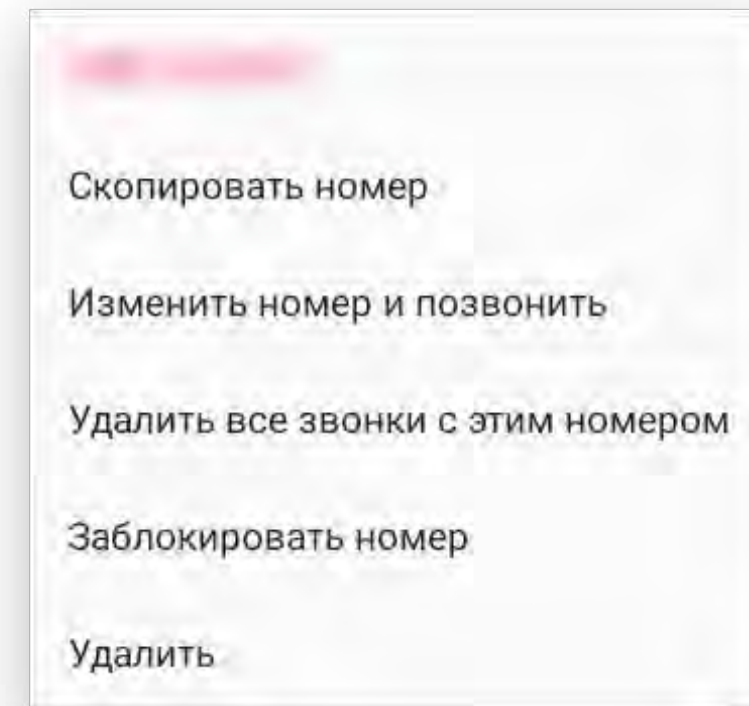 Скопировать номер
Изменить номер и позвонить
Удалить все звонки с этим номером
Заблокировать номер
Удалить